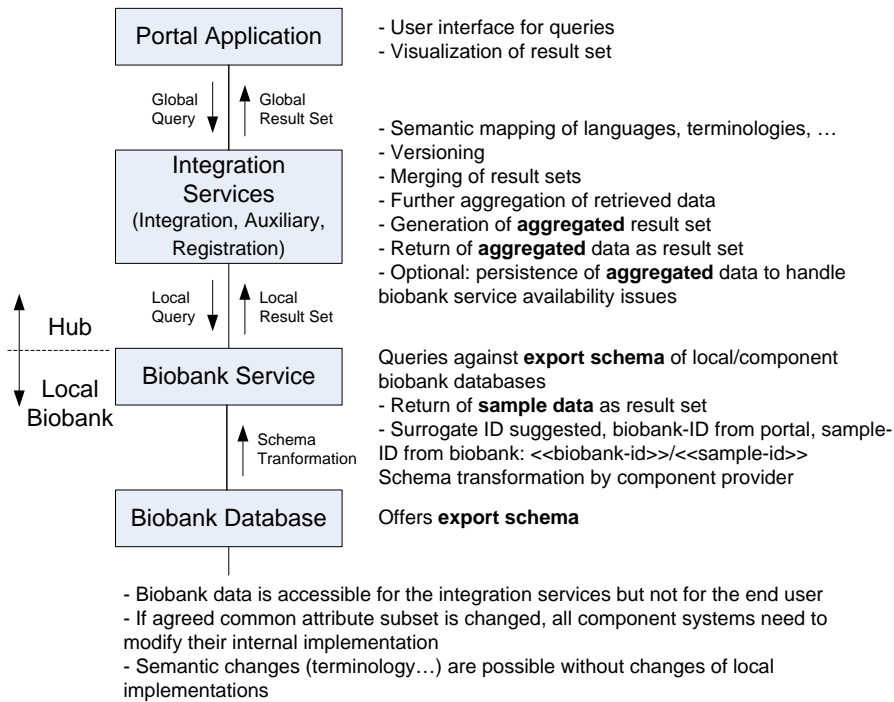 Portal Application
- User interface for queries
- Visualization of result set
Global
Query
Global
Result Set
Integration
Services
(Integration, Auxiliary,
Registration)
- Semantic mapping of languages, terminologies, …
- Versioning
- Merging of result sets
- Further aggregation of retrieved data
- Generation of aggregated result set
- Return of aggregated data as result set
- Optional: persistence of aggregated data to handle
biobank service availability issues
Local
Query
Local
Result Set
Hub
Local
Biobank
Biobank Service
Queries against export schema of local/component
biobank databases
- Return of sample data as result set
- Surrogate ID suggested, biobank-ID from portal, sample-
ID from biobank: <<biobank-id>>/<<sample-id>>
Schema transformation by component provider
Schema
Tranformation
Biobank Database
Offers export schema
- Biobank data is accessible for the integration services but not for the end user
- If agreed common attribute subset is changed, all component systems need to
modify their internal implementation
- Semantic changes (terminology…) are possible without changes of local
implementations